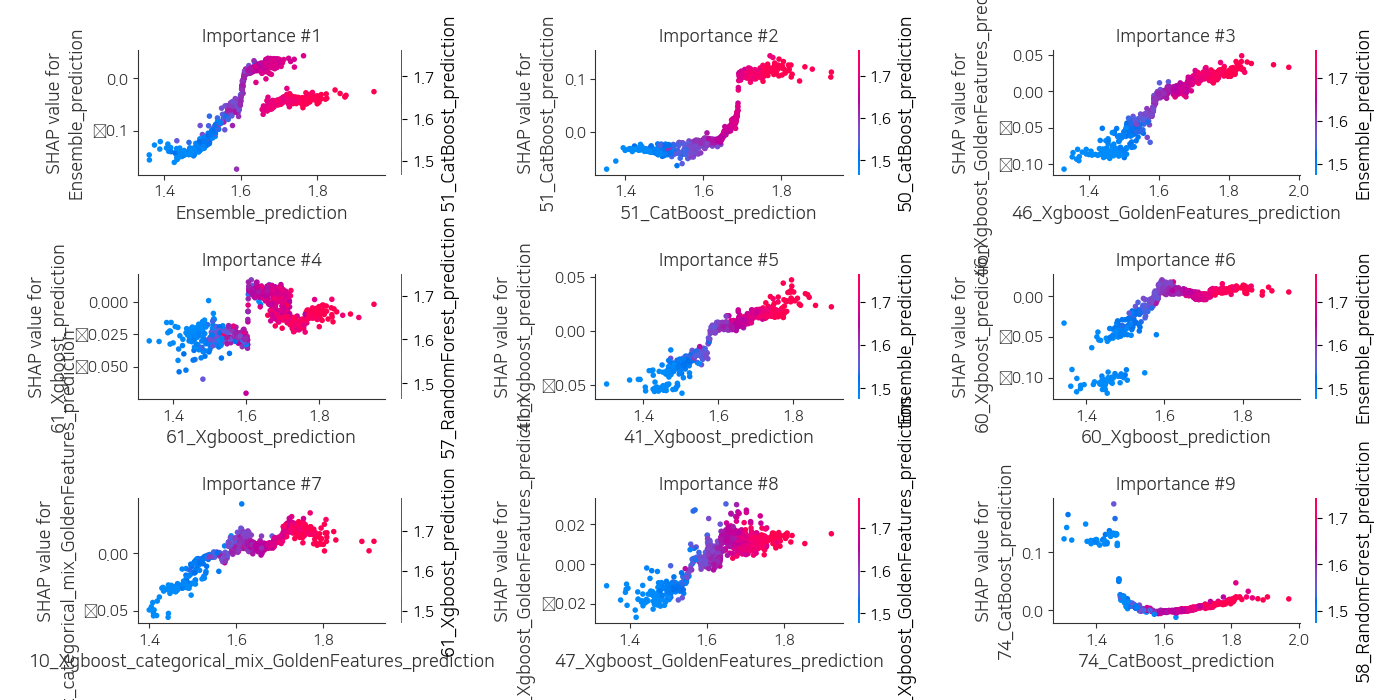 Importance #1
SHAP value for
Ensemble_prediction
0.0
0.1
1.4
1.6
1.8
Ensemble_prediction
1.7
1.6
1.5
51_CatBoost_prediction
Importance #2
SHAP value for
51_CatBoost_prediction
0.1
0.0
1.4
1.6
1.8
51_CatBoost_prediction
1.7
1.6
1.5
50_CatBoost_prediction
Importance #3
SHAP value for
0.05
0.00
0.05
0.10
1.4
1.6
1.8
2.0
46_Xgboost_GoldenFeatures_prediction
1.7
1.6
1.5
Ensemble_prediction
Importance #4
SHAP value for
61_Xgboost_prediction
0.000
0.025
0.050
1.4
1.6
1.8
61_Xgboost_prediction
1.7
1.6
1.5
57_RandomForest_prediction
Importance #5
SHAP value for
41_Xgboost_prediction
0.05
0.00
0.05
1.4
1.6
1.8
41_Xgboost_prediction
1.7
1.6
1.5
Ensemble_prediction
Importance #6
SHAP value for
60_Xgboost_prediction
0.00
0.05
0.10
1.4
1.6
1.8
60_Xgboost_prediction
1.7
1.6
1.5
Ensemble_prediction
Importance #7
SHAP value for
0.00
0.05
1.4
1.6
1.8
10_Xgboost_categorical_mix_GoldenFeatures_prediction
1.7
1.6
1.5
61_Xgboost_prediction
Importance #8
SHAP value for
0.02
0.00
0.02
1.4
1.6
1.8
47_Xgboost_GoldenFeatures_prediction
1.7
1.6
1.5
Importance #9
SHAP value for
74_CatBoost_prediction
0.1
0.0
1.4
1.6
1.8
2.0
74_CatBoost_prediction
1.7
1.6
1.5
58_RandomForest_prediction